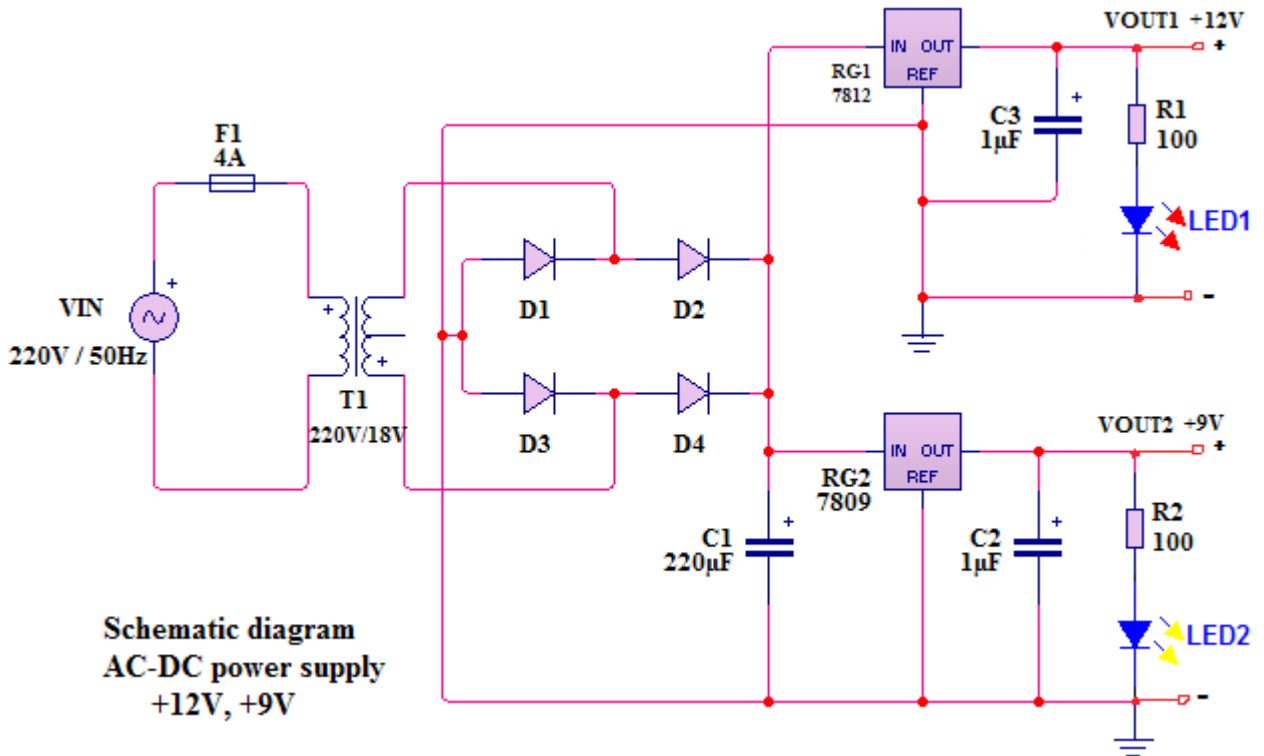 VOUT1 +12V
+
IN OUT
REF
RG1
7812
+
C3
1µF
R1
100
F1
4A
LED1
+
VIN
220V / 50Hz
+
+
T1
220V/18V
D1
D2
-
D3
D4
VOUT2 +9V
+
IN OUT
REF
RG2
7809
+
C1
220µF
+
C2
1µF
R2
100
LED2
-
Schematic diagram
AC-DC power supply
+12V, +9V